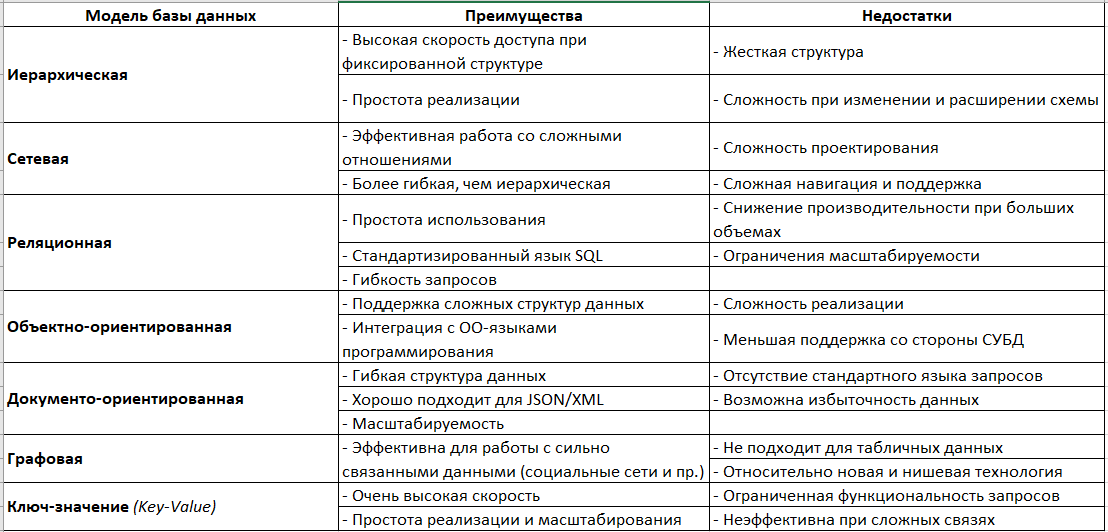 Модель базы данных Преимущества Недостатки
Иерархическая
- Высокая скорость доступа при
фиксированной структуре
- Жесткая структура
- Простота реализации
- Сложность при изменении и расширении схемы
Сетевая
- Эффективная работа со сложными
отношениями
- Сложность проектирования
- Более гибкая, чем иерархическая
- Сложная навигация и поддержка
Реляционная
- Простота использования
- Снижение производительности при больших
объемах
- Стандартизированный язык SQL
- Ограничения масштабируемости
- Гибкость запросов
Объектно-ориентированная
- Поддержка сложных структур данных
- Сложность реализации
- Интеграция с ОО-языками
программирования
- Меньшая поддержка со стороны СУБД
Документо-ориентированная
- Гибкая структура данных
- Отсутствие стандартного языка запросов
- Хорошо подходит для JSON/XML
- Возможна избыточность данных
- Масштабируемость
Графовая
- Эффективна для работы с сильно
связанными данными (социальные сети и пр.)
- Не подходит для табличных данных
- Относительно новая и нишевая технология
Ключ-значение (Key-Value)
- Очень высокая скорость
- Ограниченная функциональность запросов
- Простота реализации и масштабирования
- Неэффективна при сложных связях